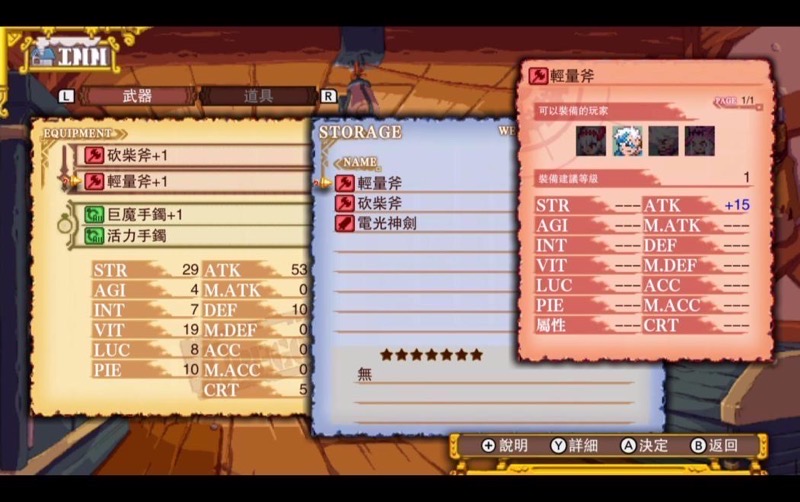 INN
L 武器 道具 R
EQUIPMENT
砍柴斧+1
輕量斧+1
巨魔手鐲+1
活力手鐲
STR 29 ATK 53
AGI 4 M.ATK 0
INT 7 DEF 10
VIT 19 M.DEF 0
LUC 8 ACC 0
PIE 10 M.ACC 0
CRT 5
STORAGE WE
NAME
輕量斧
砍柴斧
電光神劍
★★★★★★★
無
輕量斧
PAGE 1/1
可以裝備的玩家
裝備建議等級 1
STR --- ATK +15
AGI --- M.ATK ---
INT --- DEF ---
VIT --- M.DEF ---
LUC --- ACC ---
PIE --- M.ACC ---
屬性 --- CRT ---
+ 說明 Y 詳細 A 決定 B 返回